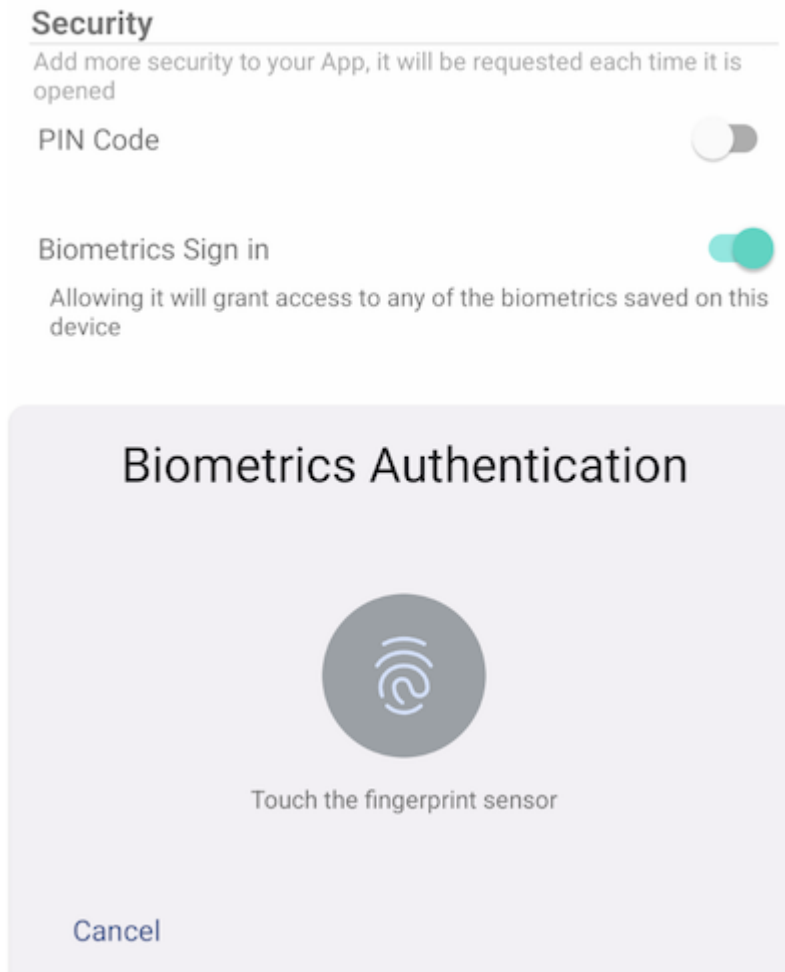 Security
Add more security to your App, it will be requested each time it is
opened
PIN Code
Biometrics Sign in
Allowing it will grant access to any of the biometrics saved on this
device
Biometrics Authentication
Touch the fingerprint sensor
Cancel